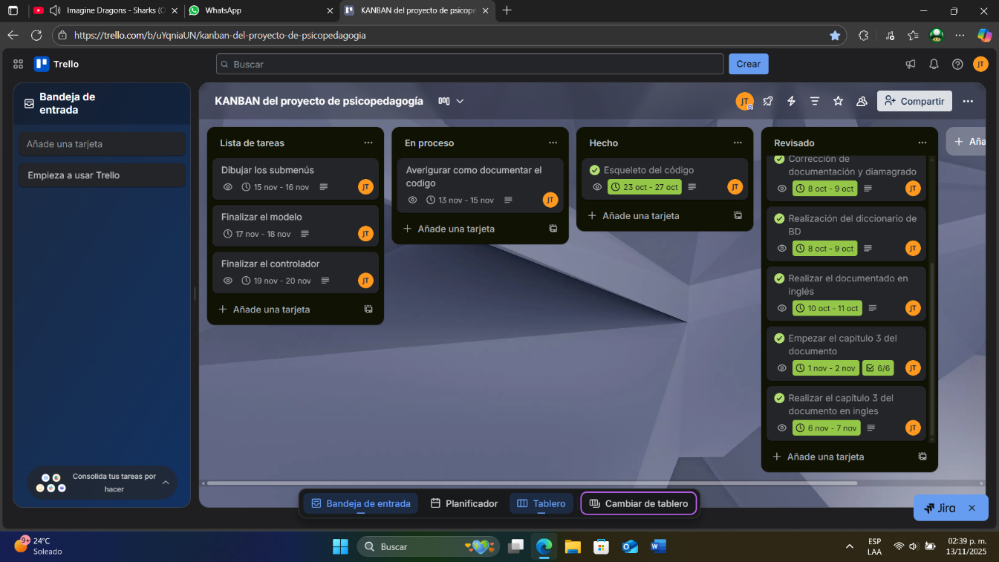 Imagine Dragons - Sharks (O
WhatsApp
KANBAN del proyecto de psicope
https://trello.com/b/uYqniaUN/kanban-del-proyecto-de-psicopedagogia
Trello
Buscar
Crear
JT
Bandeja de
entrada
Añade una tarjeta
Empieza a usar Trello
Consolida tus tareas por
hacer
KANBAN del proyecto de psicopedagogía
JT
Compartir
Lista de tareas
Dibujar los submenús
15 nov - 16 nov
JT
Finalizar el modelo
17 nov - 18 nov
JT
Finalizar el controlador
19 nov - 20 nov
JT
Añade una tarjeta
En proceso
Averigurar como documentar el
codigo
13 nov - 15 nov
JT
Añade una tarjeta
Hecho
Esqueleto del código
23 oct - 27 oct
JT
Añade una tarjeta
Revisado
Corrección de
documentación y diamagrado
8 oct - 9 oct
JT
Realización del diccionario de
BD
8 oct - 9 oct
JT
Realizar el documentado en
inglés
10 oct - 11 oct
JT
Empezar el capitulo 3 del
documento
1 nov - 2 nov
6/6
JT
Realizar el capítulo 3 del
documento en ingles
6 nov - 7 nov
JT
Añade una tarjeta
Aña
Bandeja de entrada
Planificador
Tablero
Cambiar de tablero
Jira
9+
24°C
Soleado
Buscar
ESP
LAA
02:39 p. m.
13/11/2025